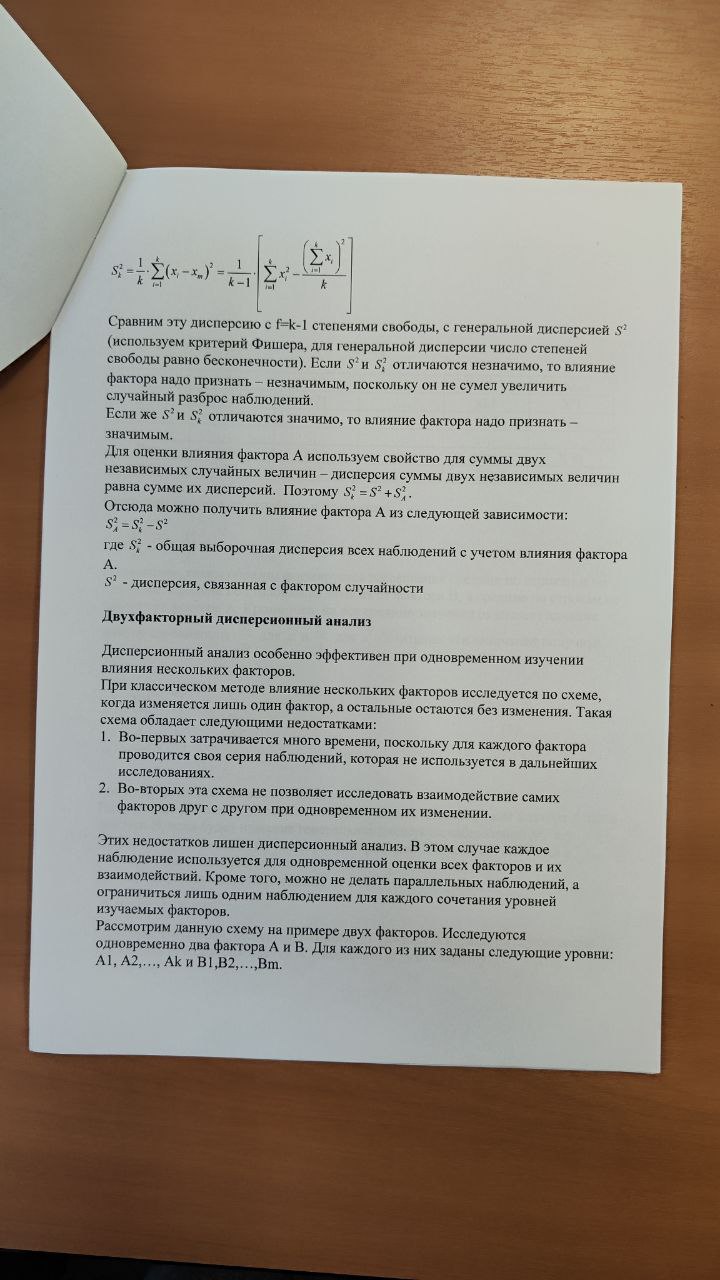 S_k^2 = \frac{1}{k} \cdot \sum_{i=1}^{k} (x_i - x_m)^2 = \frac{1}{k-1} \cdot \left[ \sum_{i=1}^{k} x_i^2 - \frac{\left( \sum_{i=1}^{k} x_i \right)^2}{k} \right]
Сравним эту дисперсию с f=k-1 степенями свободы, с генеральной дисперсией S²
(используем критерий Фишера, для генеральной дисперсии число степеней
свободы равно бесконечности). Если S² и S_k^2 отличаются незначимо, то влияние
фактора надо признать – незначимым, поскольку он не сумел увеличить
случайный разброс наблюдений.
Если же S² и S_k^2 отличаются значимо, то влияние фактора надо признать –
значимым.
Для оценки влияния фактора А используем свойство для суммы двух
независимых случайных величин – дисперсия суммы двух независимых величин
равна сумме их дисперсий. Поэтому S_k^2 = S² + S_A^2.
Отсюда можно получить влияние фактора А из следующей зависимости:
S_A^2 = S_k^2 − S²
где S_k^2 - общая выборочная дисперсия всех наблюдений с учетом влияния фактора
А.
S² - дисперсия, связанная с фактором случайности
Двухфакторный дисперсионный анализ
Дисперсионный анализ особенно эффективен при одновременном изучении
влияния нескольких факторов.
При классическом методе влияние нескольких факторов исследуется по схеме,
когда изменяется лишь один фактор, а остальные остаются без изменения. Такая
схема обладает следующими недостатками:
1. Во-первых затрачивается много времени, поскольку для каждого фактора
проводится своя серия наблюдений, которая не используется в дальнейших
исследованиях.
2. Во-вторых эта схема не позволяет исследовать взаимодействие самих
факторов друг с другом при одновременном их изменении.
Этих недостатков лишен дисперсионный анализ. В этом случае каждое
наблюдение используется для одновременной оценки всех факторов и их
взаимодействий. Кроме того, можно не делать параллельных наблюдений, а
ограничиться лишь одним наблюдением для каждого сочетания уровней
изучаемых факторов.
Рассмотрим данную схему на примере двух факторов. Исследуются
одновременно два фактора А и В. Для каждого из них заданы следующие уровни:
А1, А2,…, Аk и В1,В2,…,Вm.